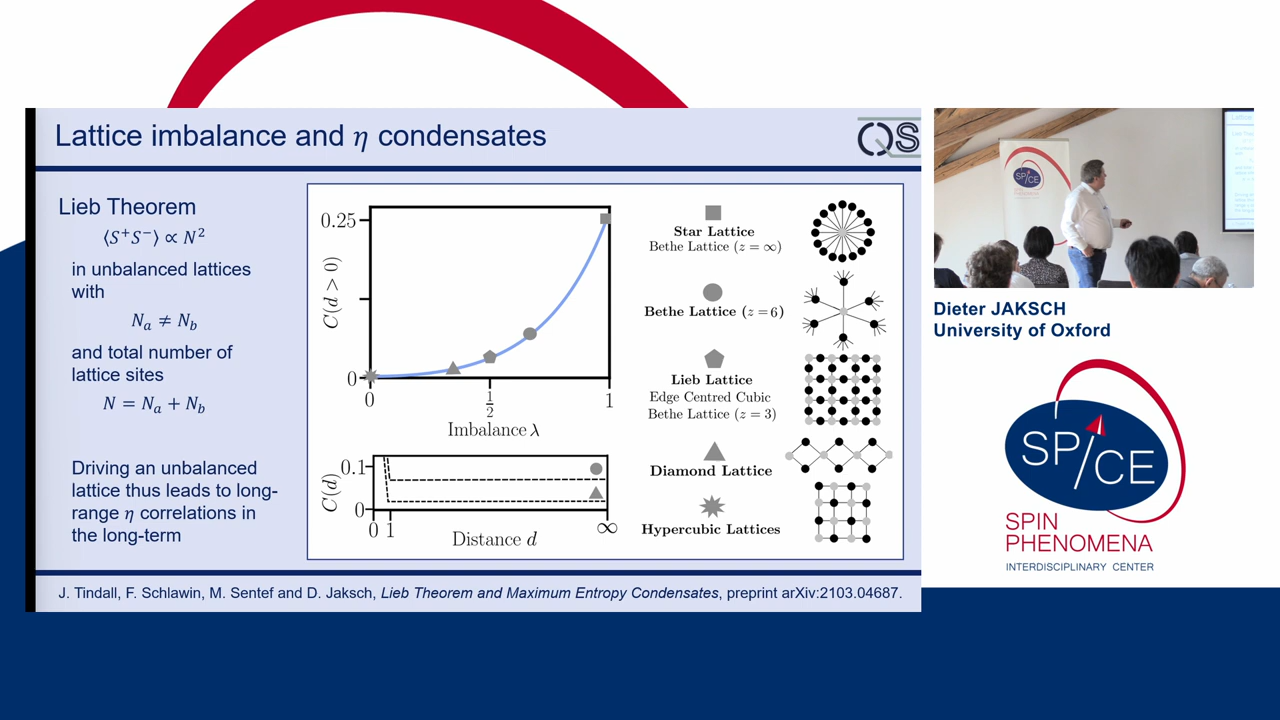 Lattice imbalance and η condensates
QS
Lieb Theorem
⟨S⁺S⁻⟩ ∝ N²
in unbalanced lattices
with
Nₐ ≠ N_b
and total number of
lattice sites
N = Nₐ + N_b
Driving an unbalanced
lattice thus leads to long-
range η correlations in
the long-term
C(d > 0)
0.25
0
0
1/2
1
Imbalance λ
C(d)
0.1
0
0 1
∞
Distance d
Star Lattice
Bethe Lattice (z = ∞)
Bethe Lattice (z = 6)
Lieb Lattice
Edge Centred Cubic
Bethe Lattice (z = 3)
Diamond Lattice
Hypercubic Lattices
J. Tindall, F. Schlawin, M. Sentef and D. Jaksch, Lieb Theorem and Maximum Entropy Condensates, preprint arXiv:2103.04687.
SP/CE
Dieter JAKSCH
University of Oxford
SP/CE
SPIN
PHENOMENA
INTERDISCIPLINARY CENTER